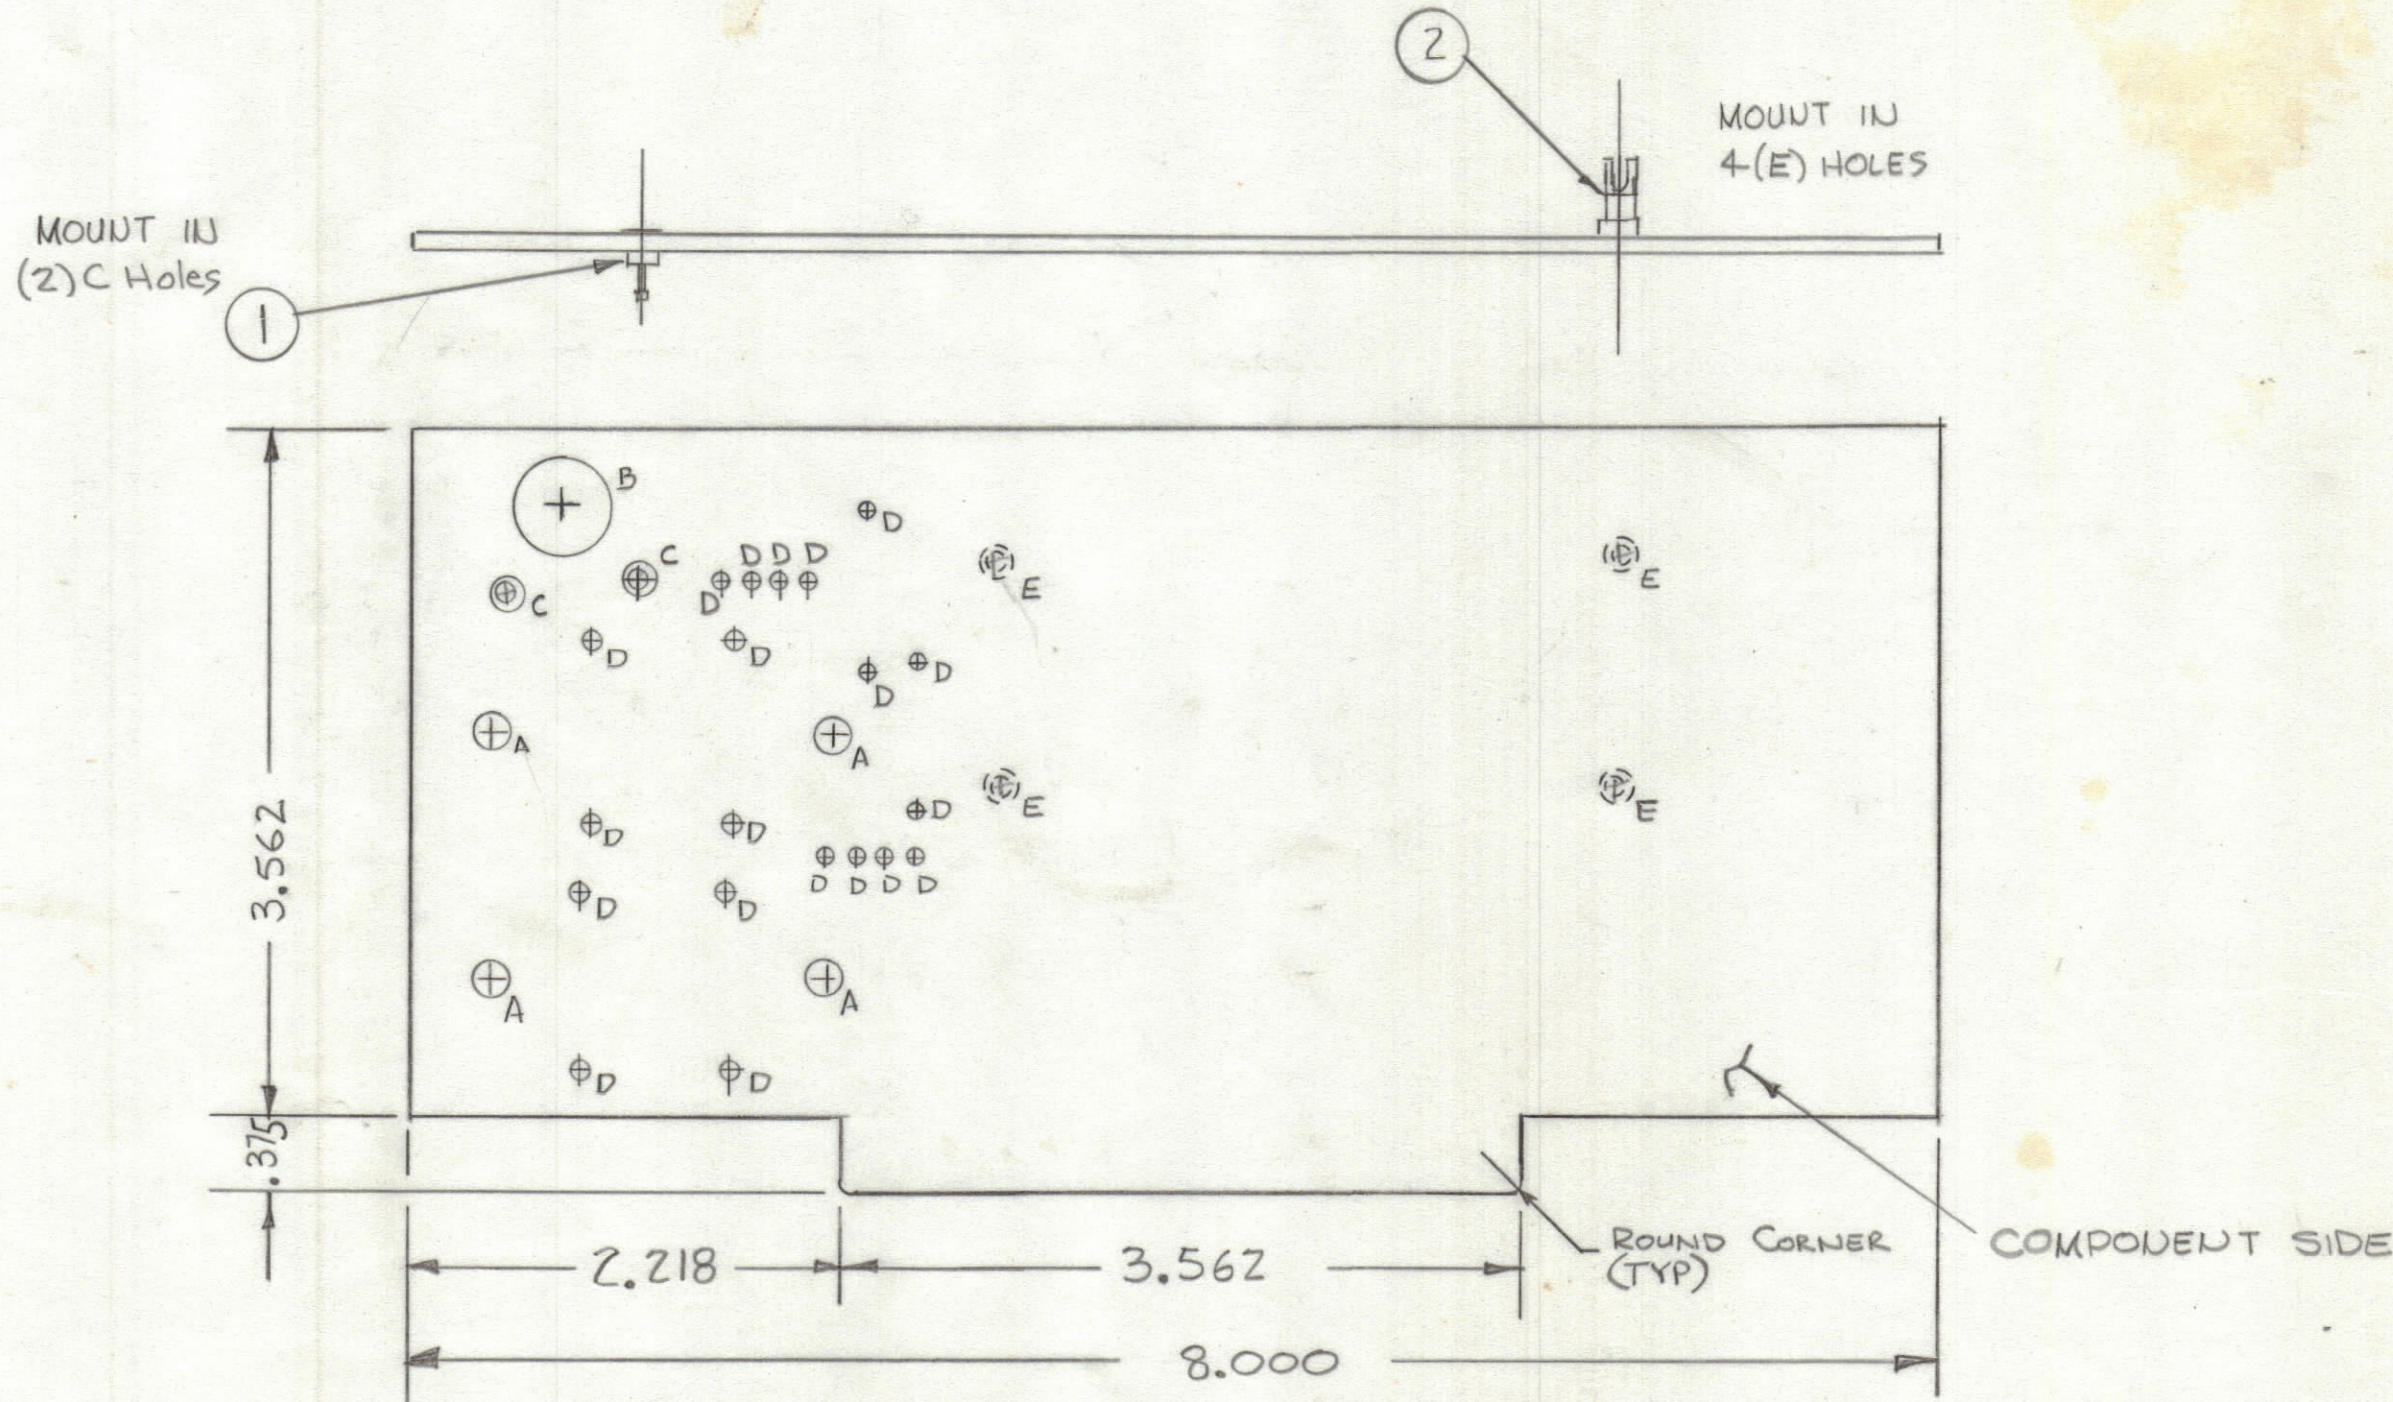 2
MOUNT IN
4(E) HOLES
MOUNT IN
(2) C Holes
1
B
D
C
D D D
E
E
C
D
D
D
D
D
A
A
E
E
D
D
D
D D D D
D
D
A
A
D
D
3.562
.375
2.218
3.562
ROUND CORNER
(TYP)
COMPONENT SIDE
8.000